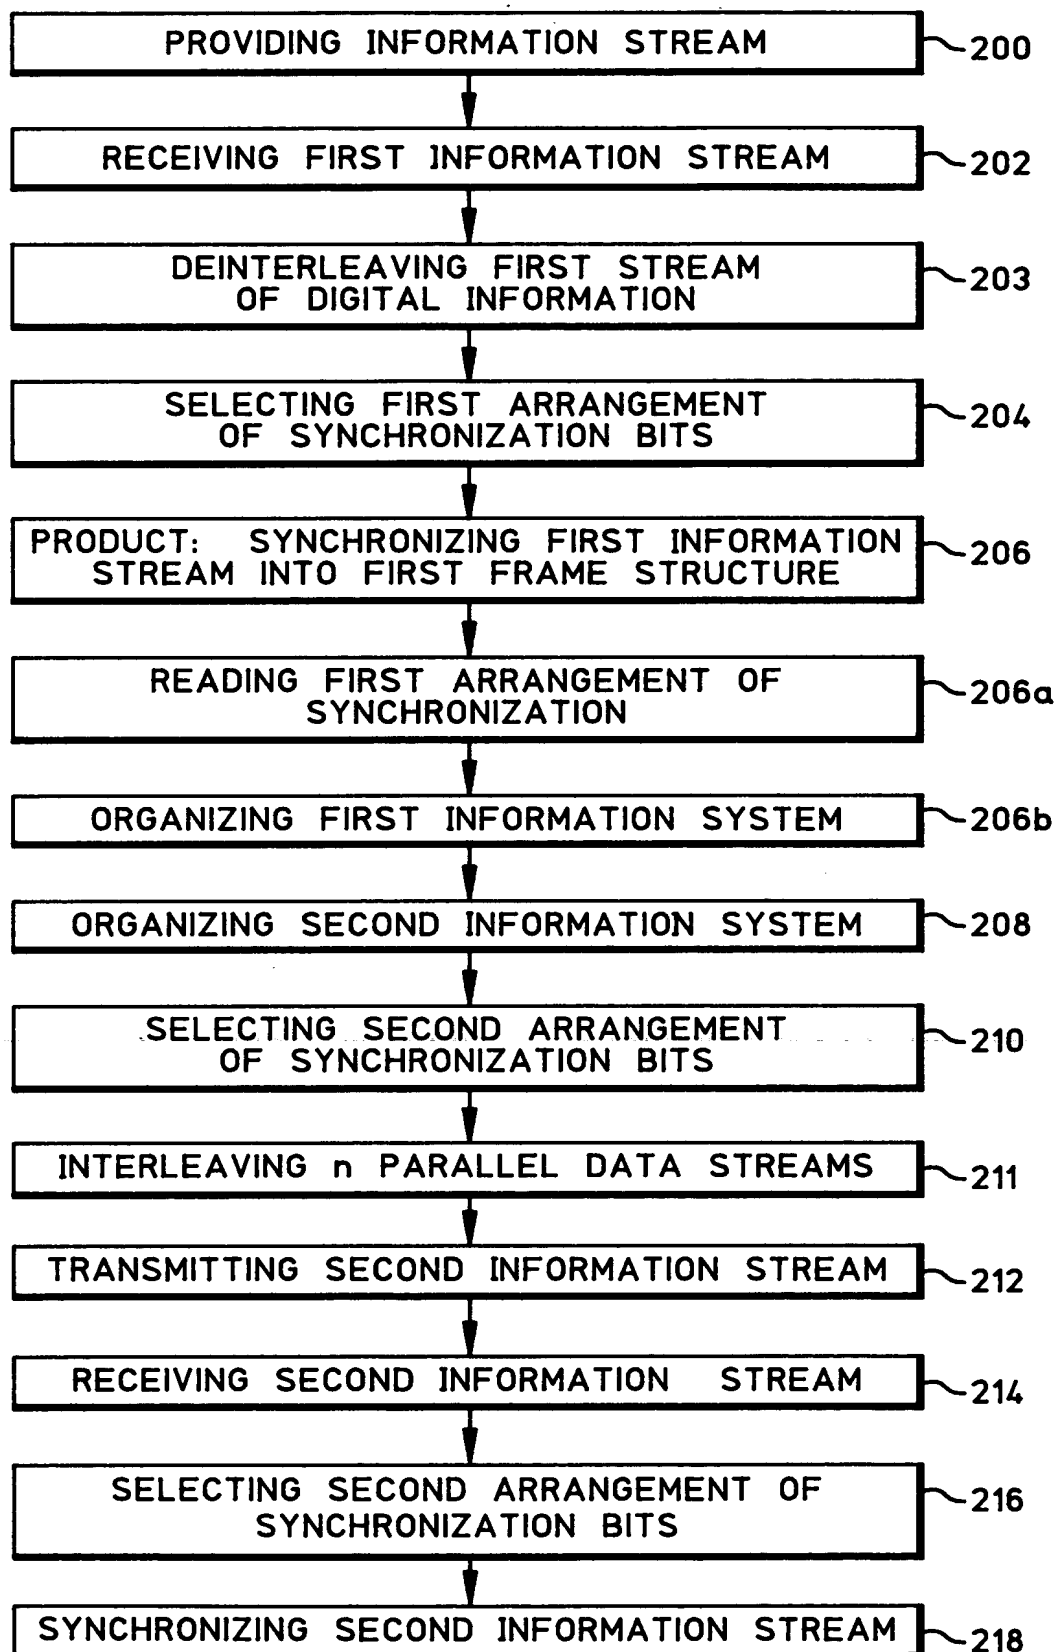 PROVIDING INFORMATION STREAM 200
RECEIVING FIRST INFORMATION STREAM 202
DEINTERLEAVING FIRST STREAM
OF DIGITAL INFORMATION 203
SELECTING FIRST ARRANGEMENT
OF SYNCHRONIZATION BITS 204
PRODUCT: SYNCHRONIZING FIRST INFORMATION
STREAM INTO FIRST FRAME STRUCTURE 206
READING FIRST ARRANGEMENT OF
SYNCHRONIZATION 206a
ORGANIZING FIRST INFORMATION SYSTEM 206b
ORGANIZING SECOND INFORMATION SYSTEM 208
SELECTING SECOND ARRANGEMENT
OF SYNCHRONIZATION BITS 210
INTERLEAVING n PARALLEL DATA STREAMS 211
TRANSMITTING SECOND INFORMATION STREAM 212
RECEIVING SECOND INFORMATION STREAM 214
SELECTING SECOND ARRANGEMENT OF
SYNCHRONIZATION BITS 216
SYNCHRONIZING SECOND INFORMATION STREAM 218